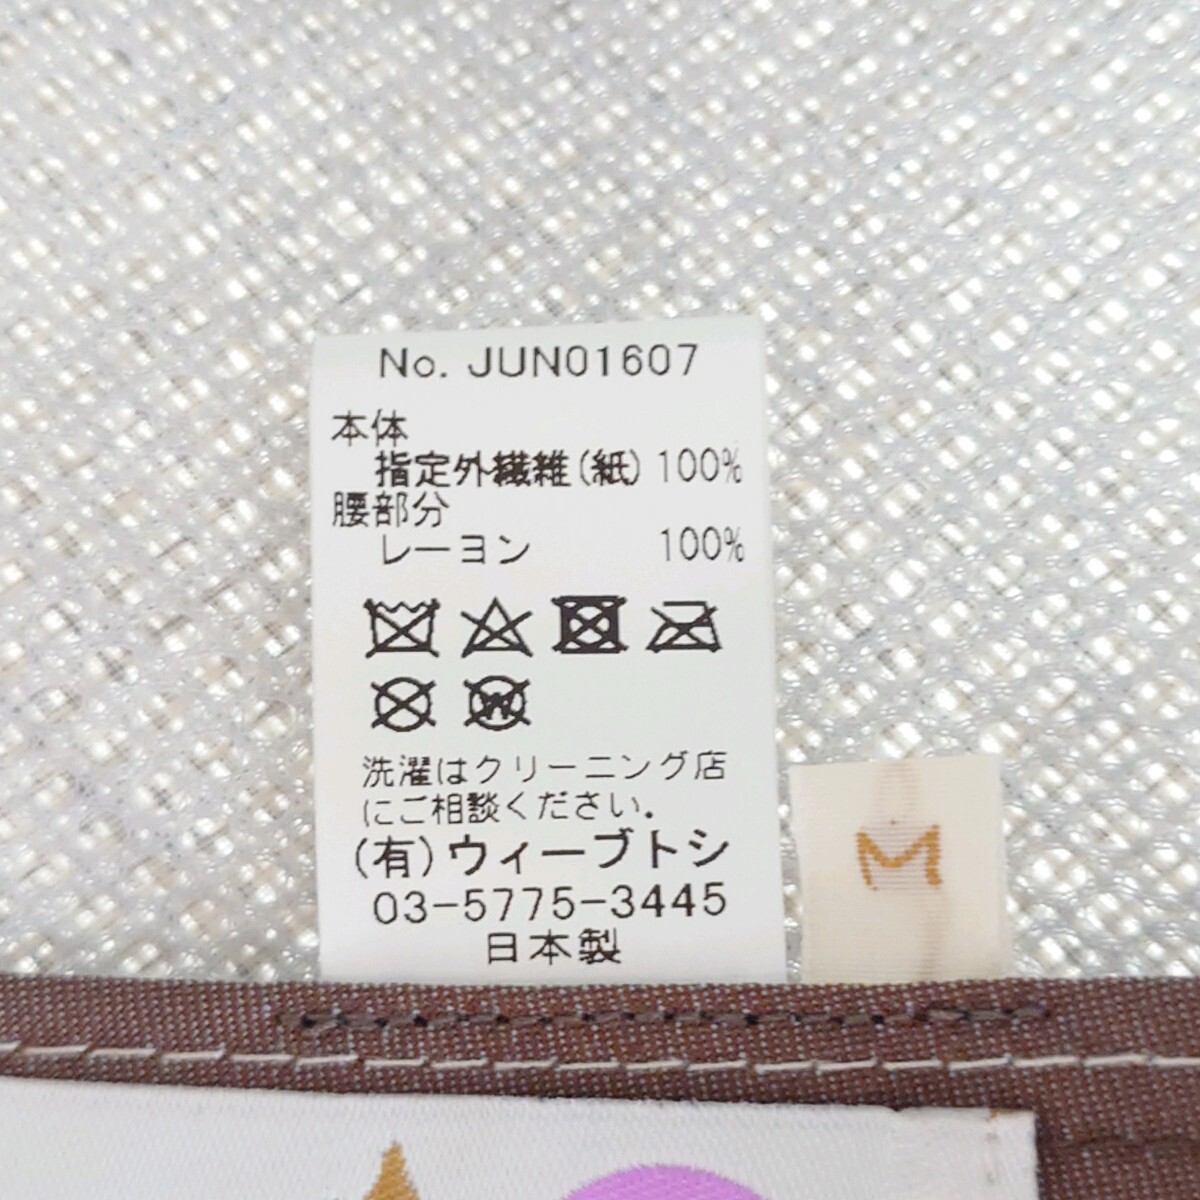 No. JUN01607
本体
指定外繊維(紙) 100%
腰部分
レーヨン 100%
W
洗濯はクリーニング店
にご相談ください.
(有)ウィーブトシ
03-5775-3445
日本製
M